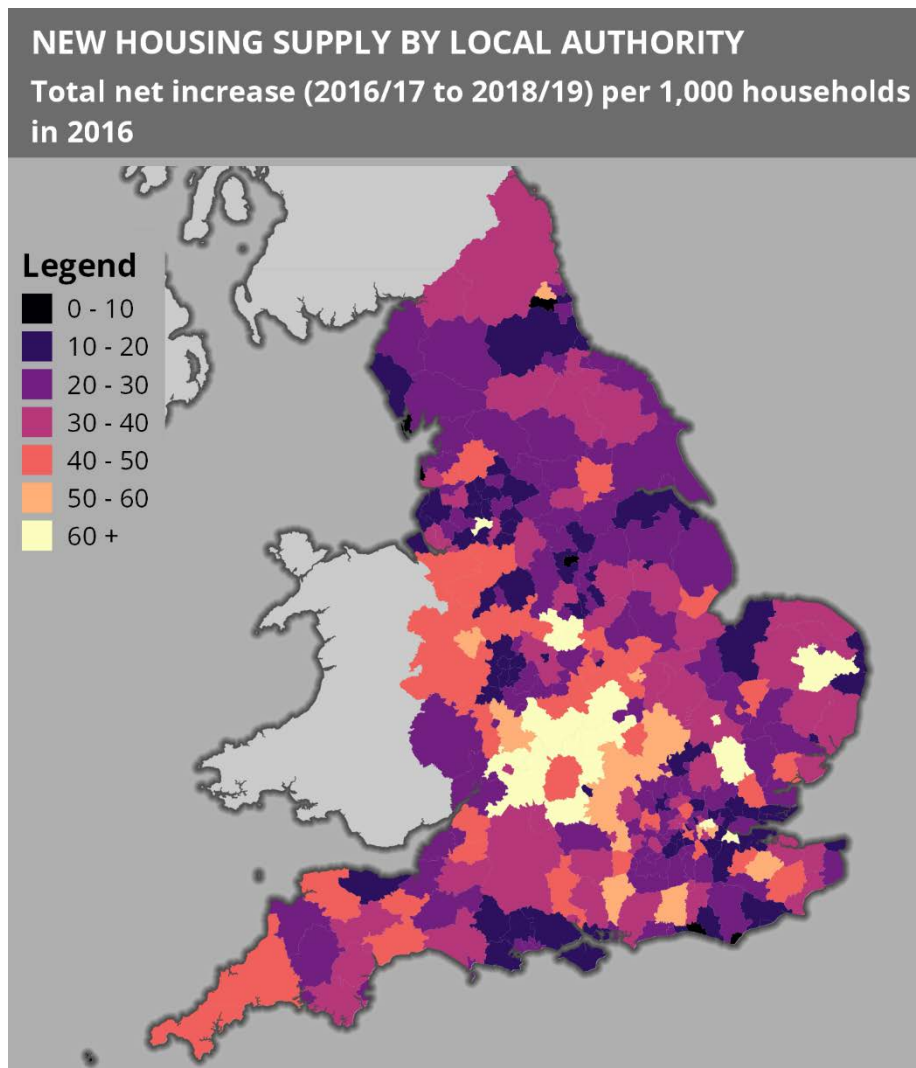 NEW HOUSING SUPPLY BY LOCAL AUTHORITY
Total net increase (2016/17 to 2018/19) per 1,000 households
in 2016
Legend
0 - 10
10 - 20
20 - 30
30 - 40
40 - 50
50 - 60
60 +